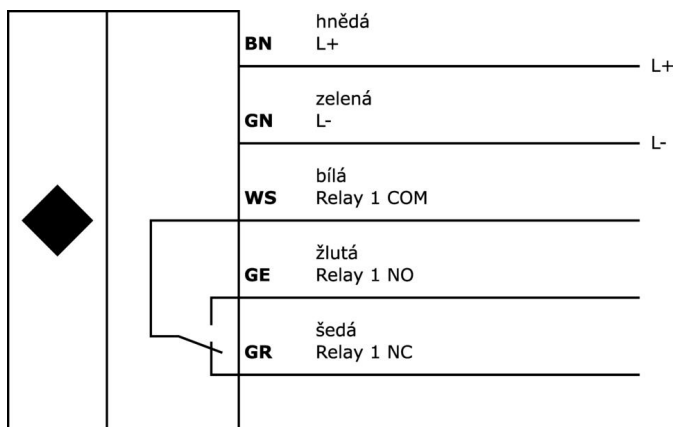 hnědá
BN L+
L+
zelená
GN L-
L-
bílá
WS Relay 1 COM
žlutá
GE Relay 1 NO
šedá
GR Relay 1 NC